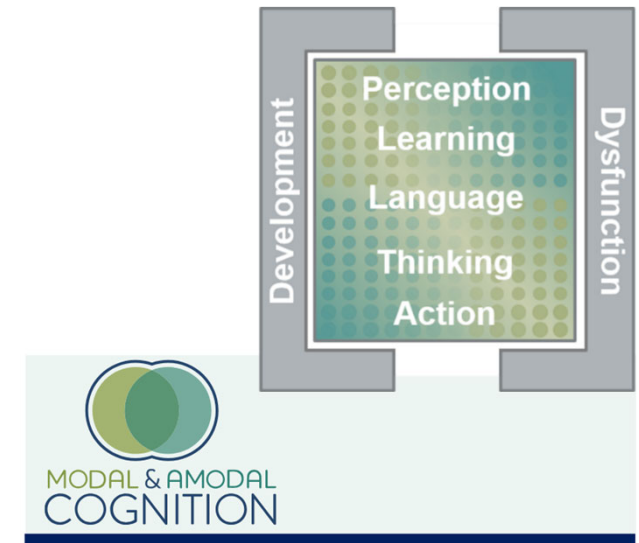 Development
Perception
Learning
Language
Thinking
Action
Dysfunction
MODAL & AMODAL
COGNITION